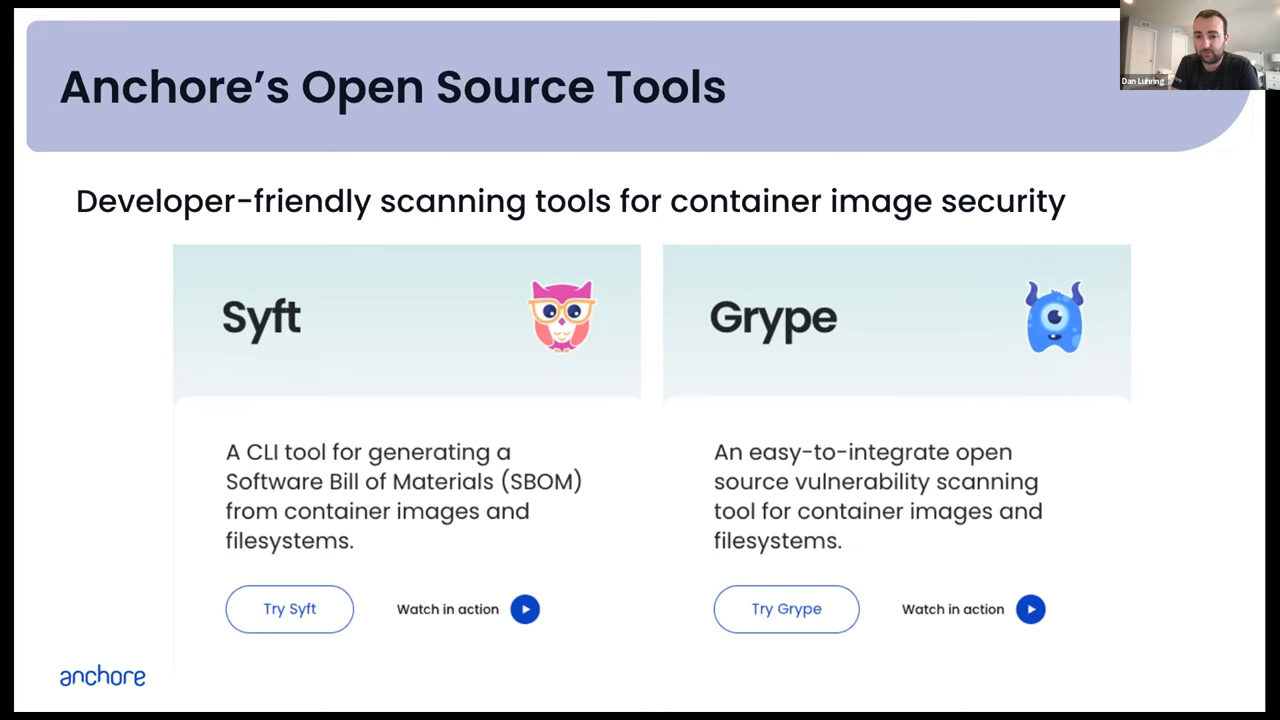 Anchore’s Open Source Tools
Dan Luhring
Developer-friendly scanning tools for container image security
Syft
A CLI tool for generating a
Software Bill of Materials (SBOM)
from container images and
filesystems.
Try Syft
Watch in action
Grype
An easy-to-integrate open
source vulnerability scanning
tool for container images and
filesystems.
Try Grype
Watch in action
anchore